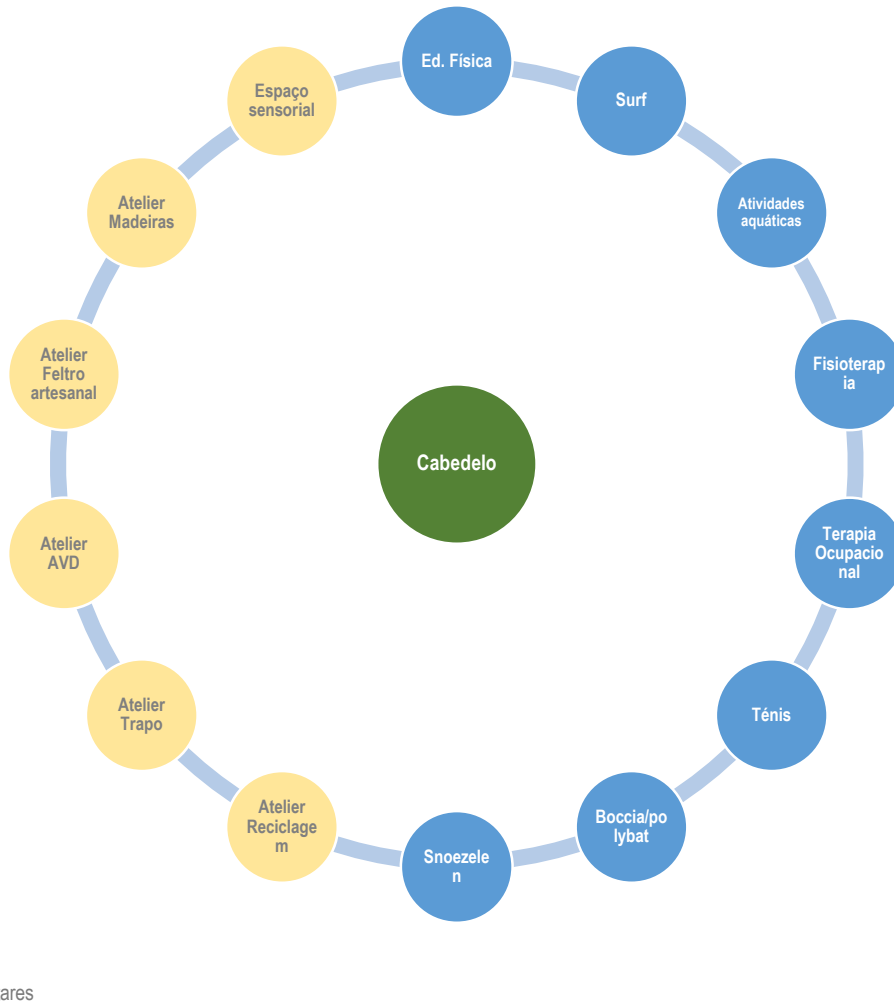 Ed. Física
Surf
Atividades
aquáticas
Fisioterap
ia
Terapia
Ocupacio
nal
Ténis
Boccia/po
lybat
Snoezele
n
Atelier
Reciclage
m
Atelier
Trapo
Atelier
AVD
Atelier
Feltro
artesanal
Atelier
Madeiras
Espaço
sensorial
Cabedelo
ares